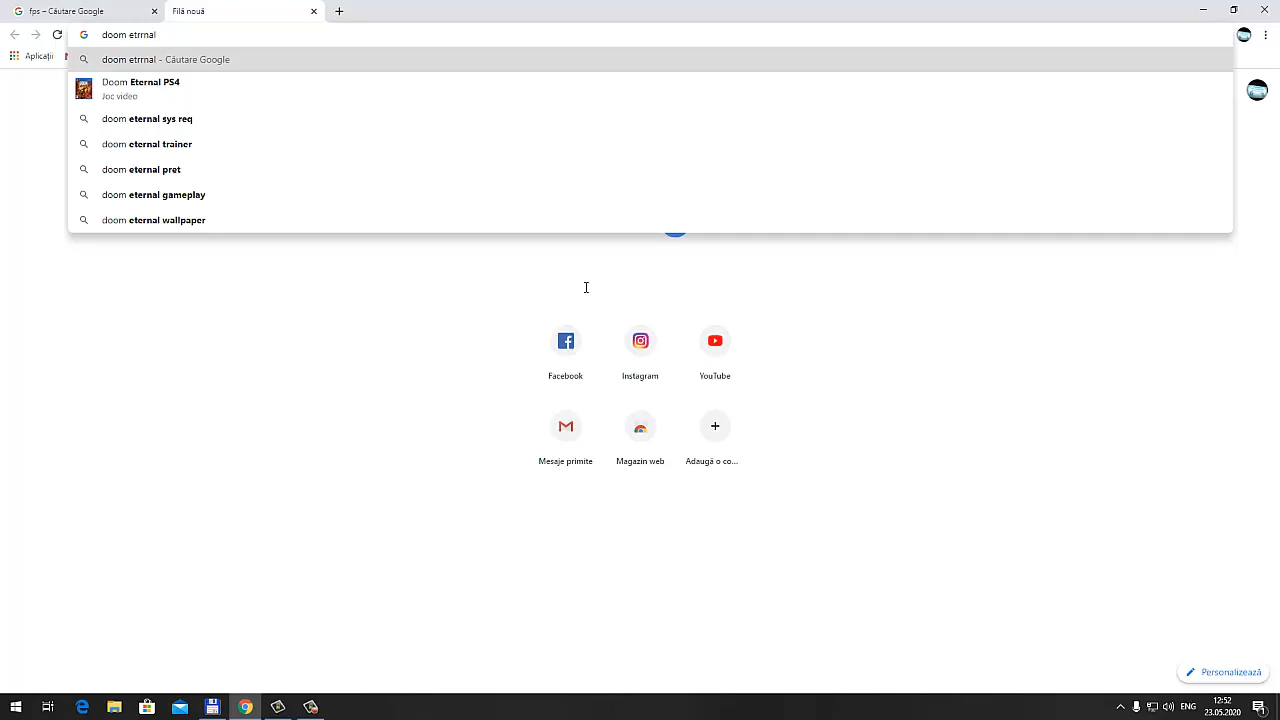 fps – Căutare Google
Filă nouă
doom etrrnal
Aplicații
doom etrrnal - Căutare Google
Doom Eternal PS4
Joc video
doom eternal sys req
doom eternal trainer
doom eternal pret
doom eternal gameplay
doom eternal wallpaper
Facebook
Instagram
YouTube
Mesaje primite
Magazin web
Adaugă o co...
Personalizează
ENG
12:52
23.05.2020